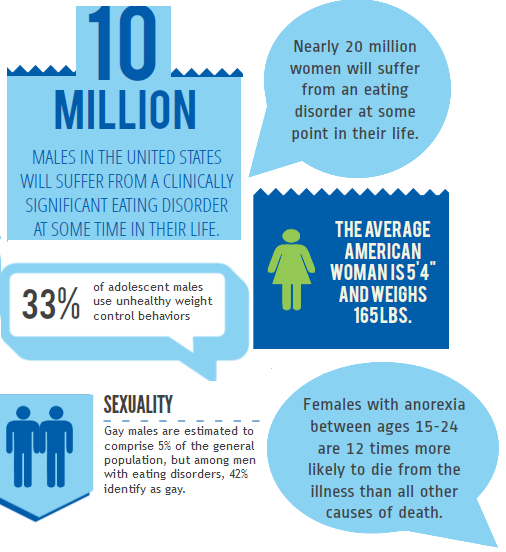 10
MILLION
MALES IN THE UNITED STATES
WILL SUFFER FROM A CLINICALLY
SIGNIFICANT EATING DISORDER
AT SOME TIME IN THEIR LIFE.
Nearly 20 million
women will suffer
from an eating
disorder at some
point in their life.
THE AVERAGE
AMERICAN
WOMAN IS 5'4"
AND WEIGHS
165LBS.
33%
of adolescent males
use unhealthy weight
control behaviors
SEXUALITY
Gay males are estimated to
comprise 5% of the general
population, but among men
with eating disorders, 42%
identify as gay.
Females with anorexia
between ages 15-24
are 12 times more
likely to die from the
illness than all other
causes of death.